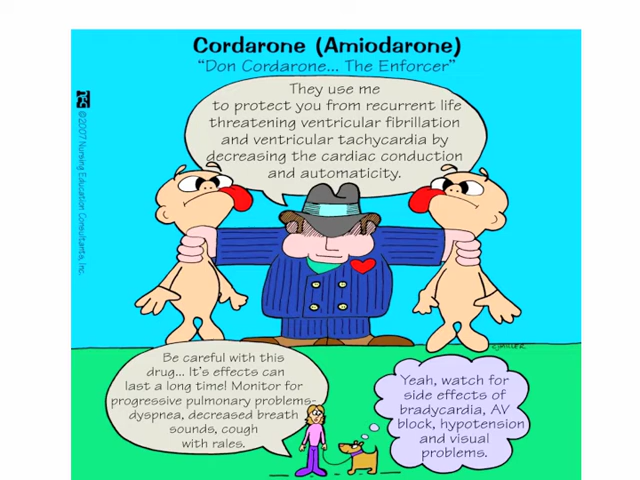 Cordarone (Amiodarone)
"Don Cordarone... The Enforcer"
They use me
to protect you from recurrent life
threatening ventricular fibrillation
and ventricular tachycardia by
decreasing the cardiac conduction
and automaticity.
©2007 Nursing Education Consultants, Inc.
C.J.MILLER
Be careful with this
drug... It's effects can
last a long time! Monitor for
progressive pulmonary problems-
dyspnea, decreased breath
sounds, cough
with rales.
Yeah, watch for
side effects of
bradycardia, AV
block, hypotension
and visual
problems.